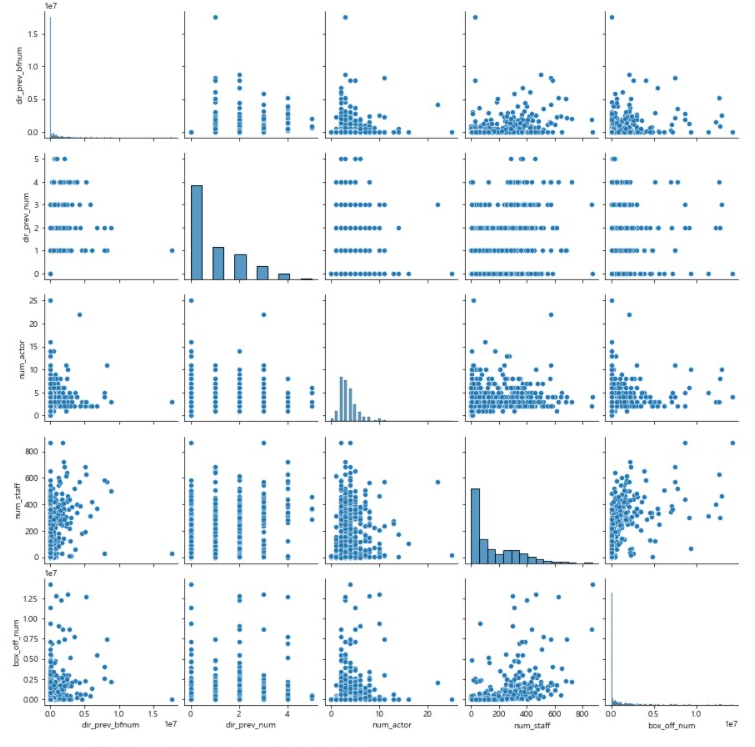 1e7
1.5
1.0
0.5
0.0
dir_prev_bfnum
5
4
3
2
1
0
dir_prev_num
25
20
15
10
5
0
num_actor
800
600
400
200
0
num_staff
1e7
1.25
1.00
0.75
0.50
0.25
0.00
box_off_num
0.0 0.5 1.0 1.5 1e7
dir_prev_bfnum
0 2 4
dir_prev_num
0 10 20
num_actor
0 200 400 600 800
num_staff
0.0 0.5 1.0 1e7
box_off_num